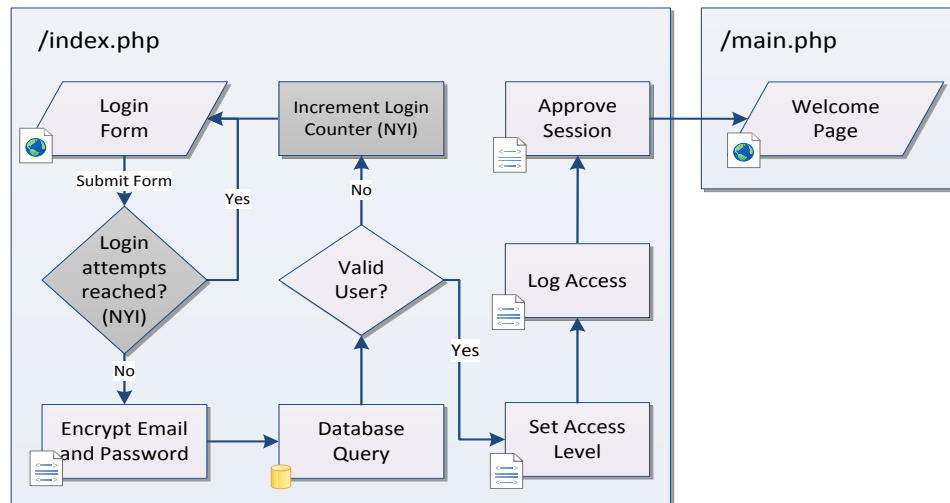 /index.php
Login
Form
Submit Form
Login
attempts
reached?
(NYI)
Yes
No
Encrypt Email
and Password
Database
Query
Valid
User?
No
Increment Login
Counter (NYI)
Yes
Set Access
Level
Log Access
Approve
Session
/main.php
Welcome
Page